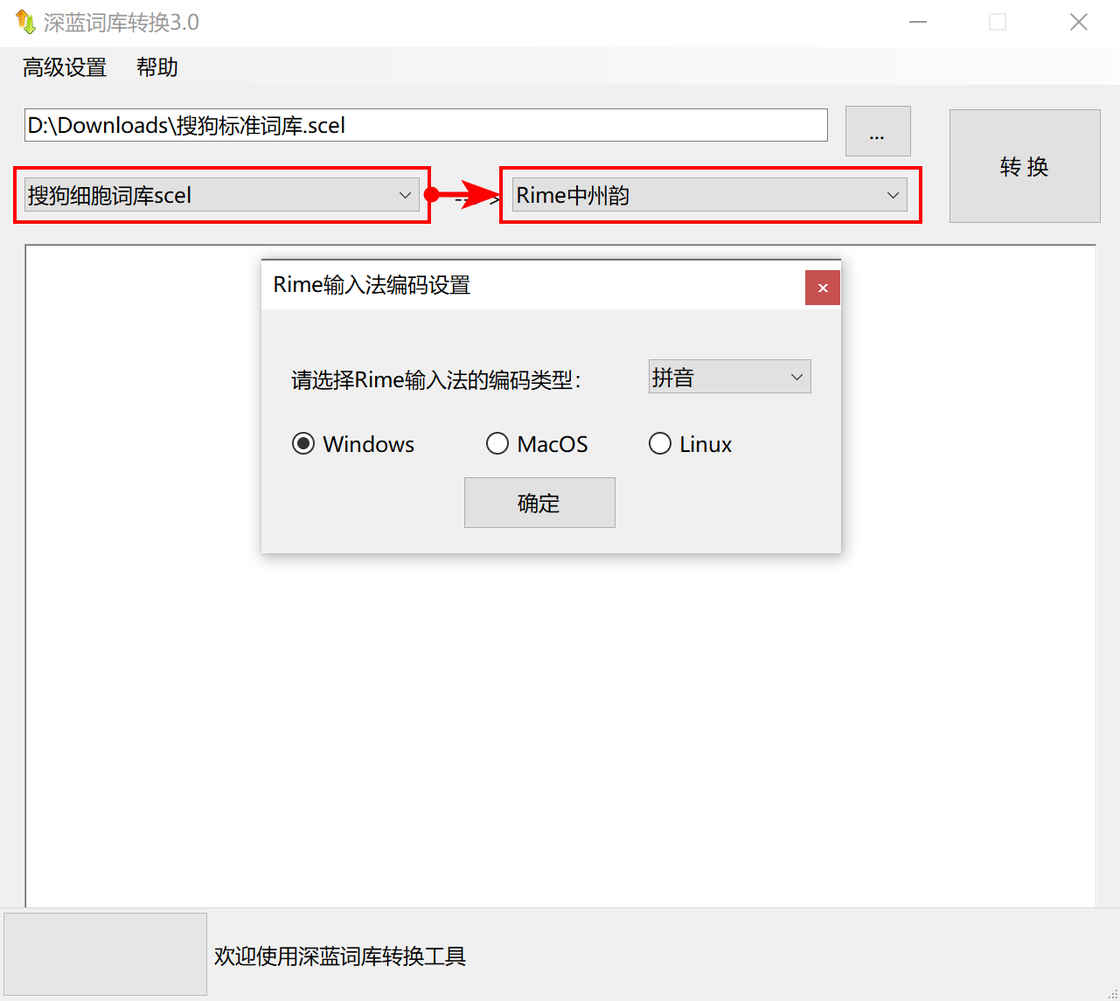 深蓝词库转换3.0
高级设置 帮助
D:\Downloads\搜狗标准词库.scel
...
转 换
搜狗细胞词库scel
Rime中州韵
Rime输入法编码设置
请选择Rime输入法的编码类型：
拼音
Windows MacOS Linux
确定
欢迎使用深蓝词库转换工具